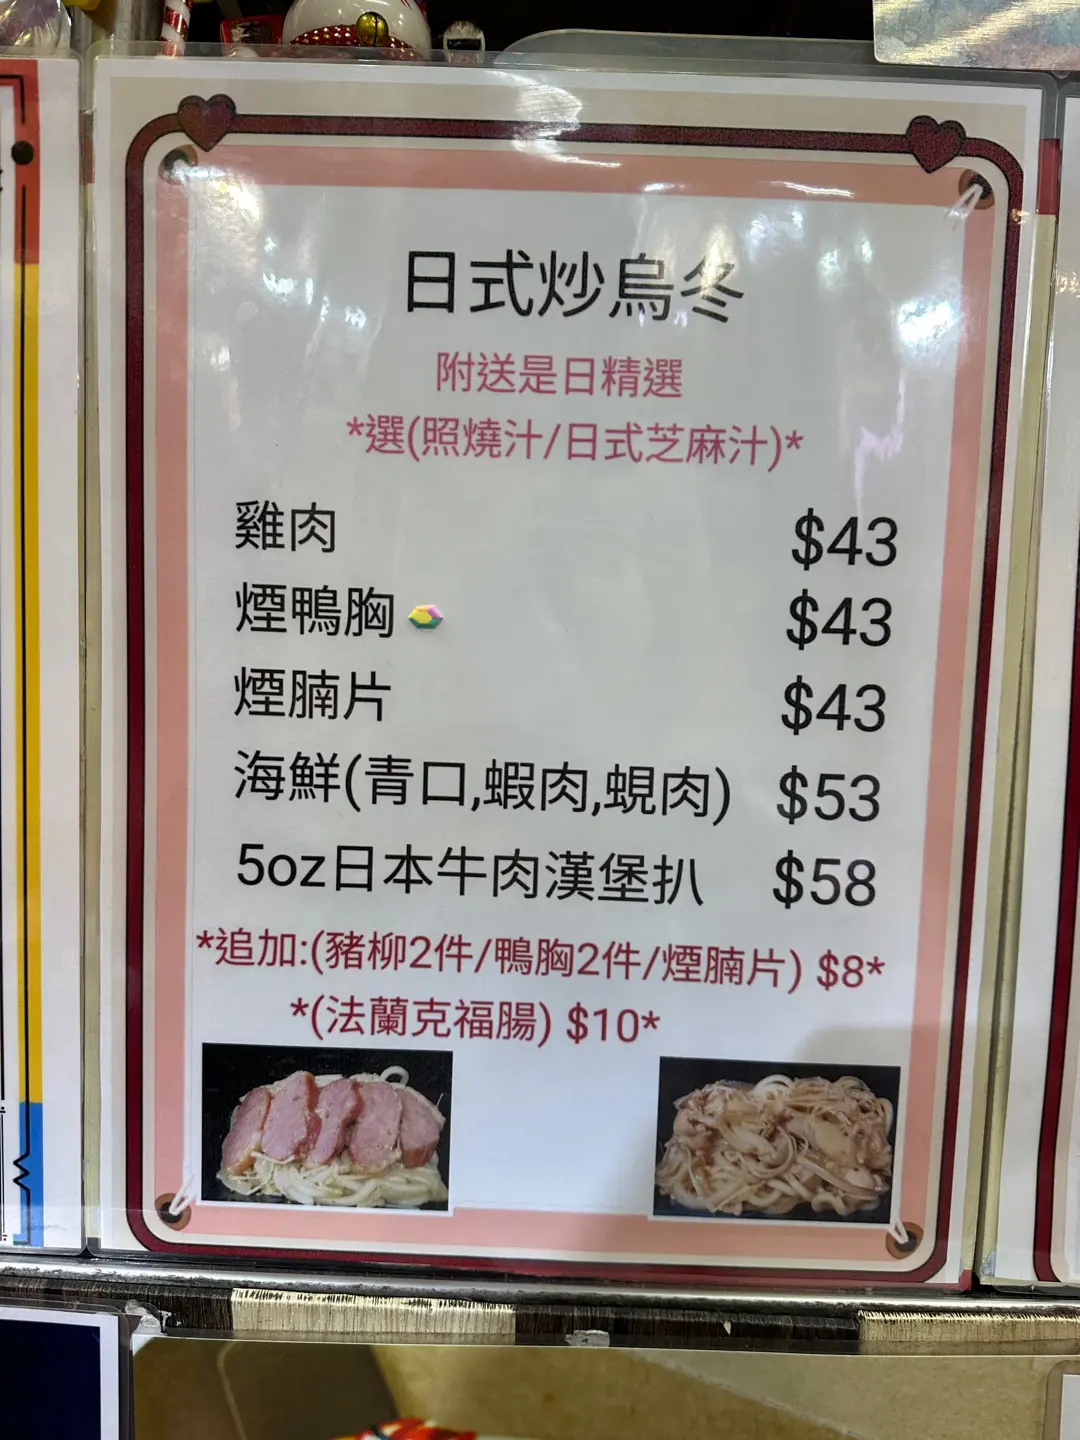 日式炒烏冬
附送是日精選
*選(照燒汁/日式芝麻汁)*
雞肉 $43
煙鴨胸 $43
煙腩片 $43
海鮮(青口,蝦肉,蜆肉) $53
5oz日本牛肉漢堡扒 $58
*追加:(豬柳2件/鴨胸2件/煙腩片) $8*
*(法蘭克福腸) $10*